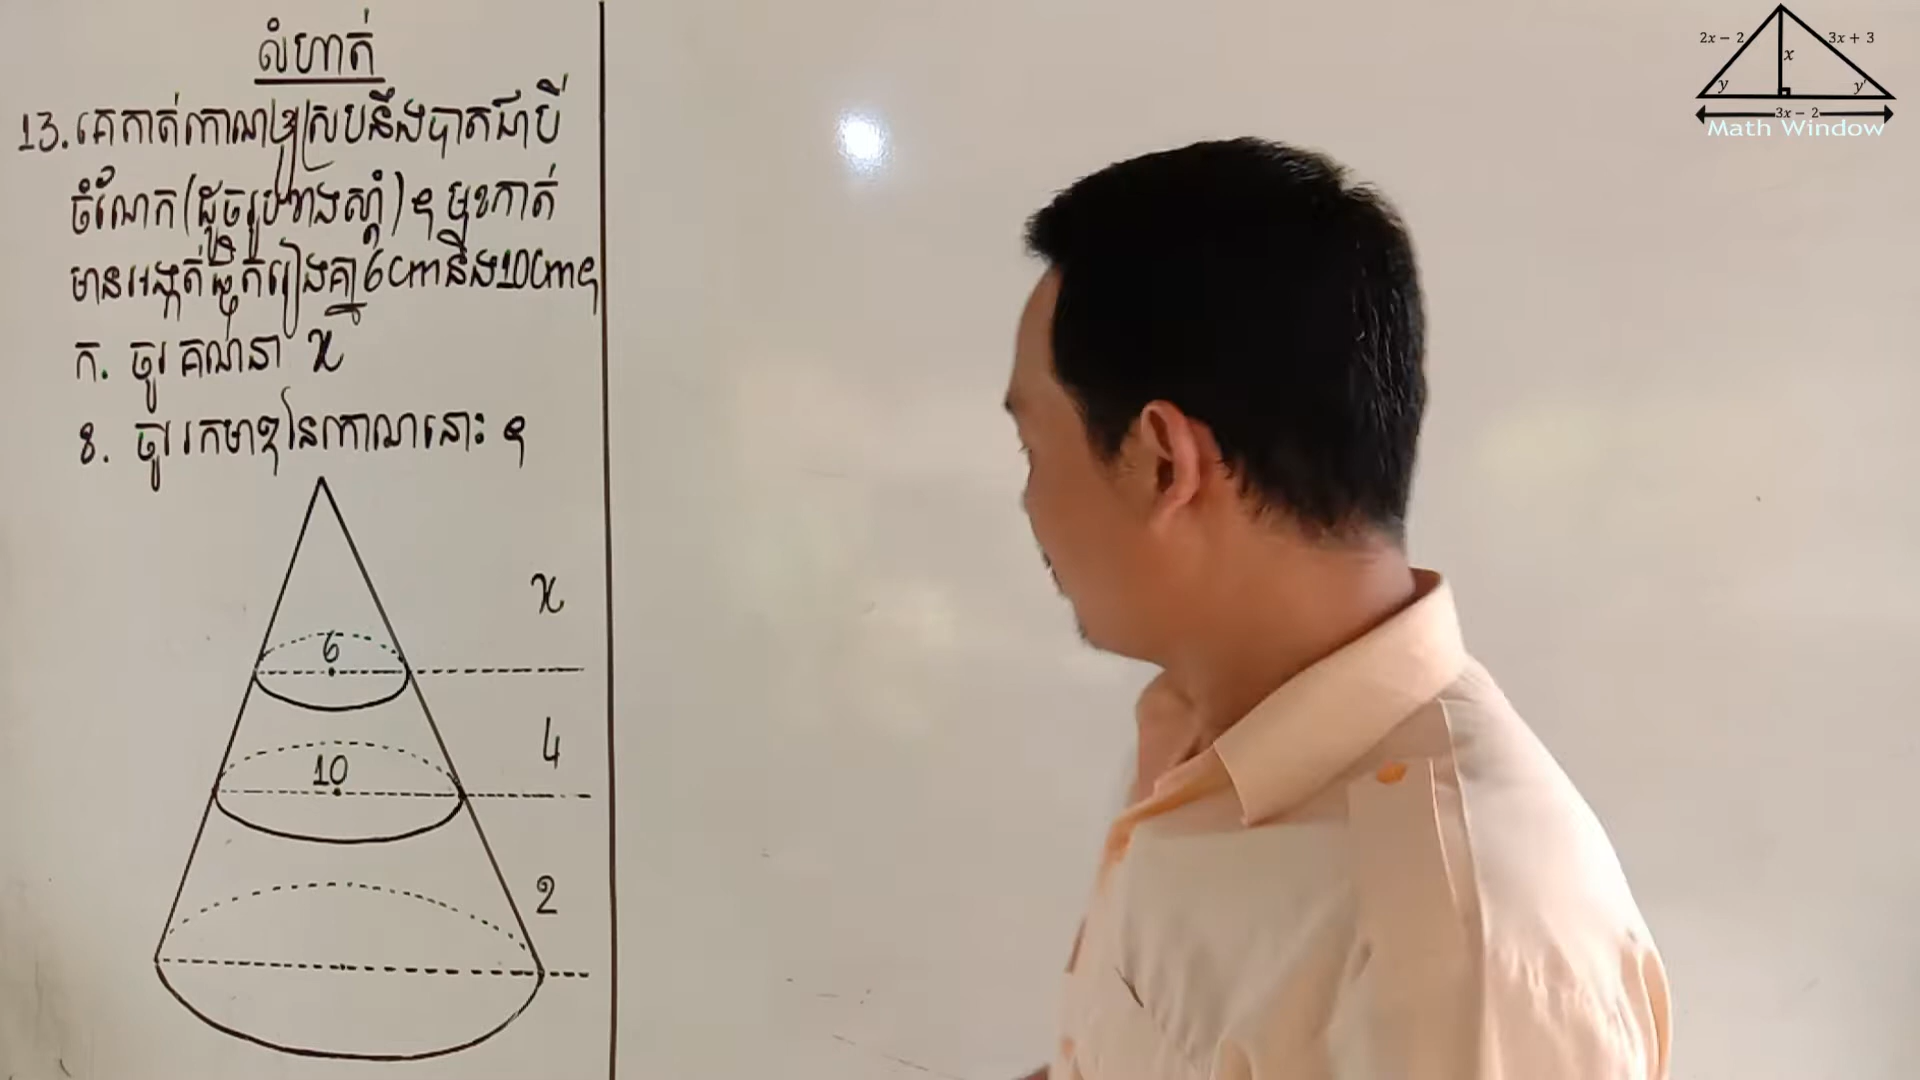 លំហាត់
13. គេកាត់កោណឲ្យស្របនឹងបាតជាបី
ចំណែក(ដូចរូបខាងស្ដាំ)។ មុខកាត់
មានអង្កត់ផ្ចិតរៀងគ្នា 6cm និង 10cm ។
ក. ចូរគណនា x
ខ. ចូររកមាឌនៃកោណនោះ ។
x
6
4
10
2
2x − 2
3x + 3
x
y
y'
3x − 2
Math Window